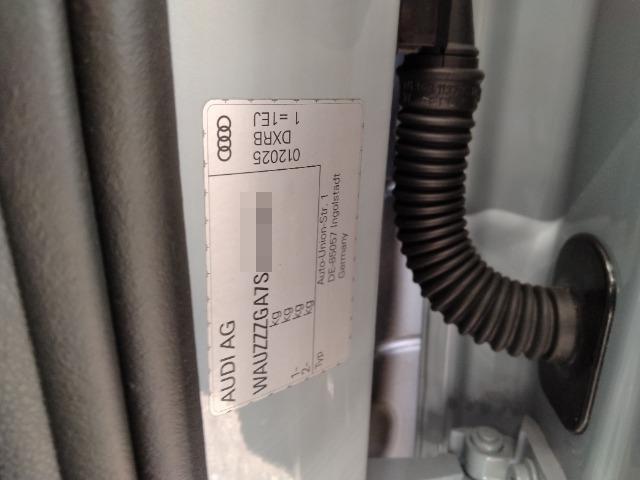 AUDI AG
WAUZZZGA7S
kg
kg
1- kg
2- kg
Typ
Auto-Union-Str. 1
DE-85057 Ingolstadt
Germany
012025
DXRB
1 =1EJ